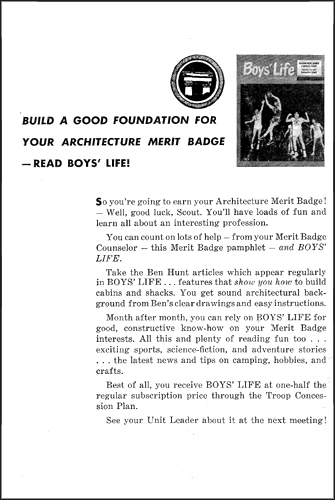 Boys' Life
BUILD A GOOD FOUNDATION FOR
YOUR ARCHITECTURE MERIT BADGE
— READ BOYS' LIFE!
So you're going to earn your Architecture Merit Badge!
— Well, good luck, Scout. You'll have loads of fun and
learn all about an interesting profession.
You can count on lots of help — from your Merit Badge
Counselor — this Merit Badge pamphlet — and BOYS'
LIFE.
Take the Ben Hunt articles which appear regularly
in BOYS' LIFE . . . features that show you how to build
cabins and shacks. You get sound architectural back-
ground from Ben's clear drawings and easy instructions.
Month after month, you can rely on BOYS' LIFE for
good, constructive know-how on your Merit Badge
interests. All this and plenty of reading fun too . . .
exciting sports, science-fiction, and adventure stories
. . . the latest news and tips on camping, hobbies, and
crafts.
Best of all, you receive BOYS' LIFE at one-half the
regular subscription price through the Troop Conces-
sion Plan.
See your Unit Leader about it at the next meeting!